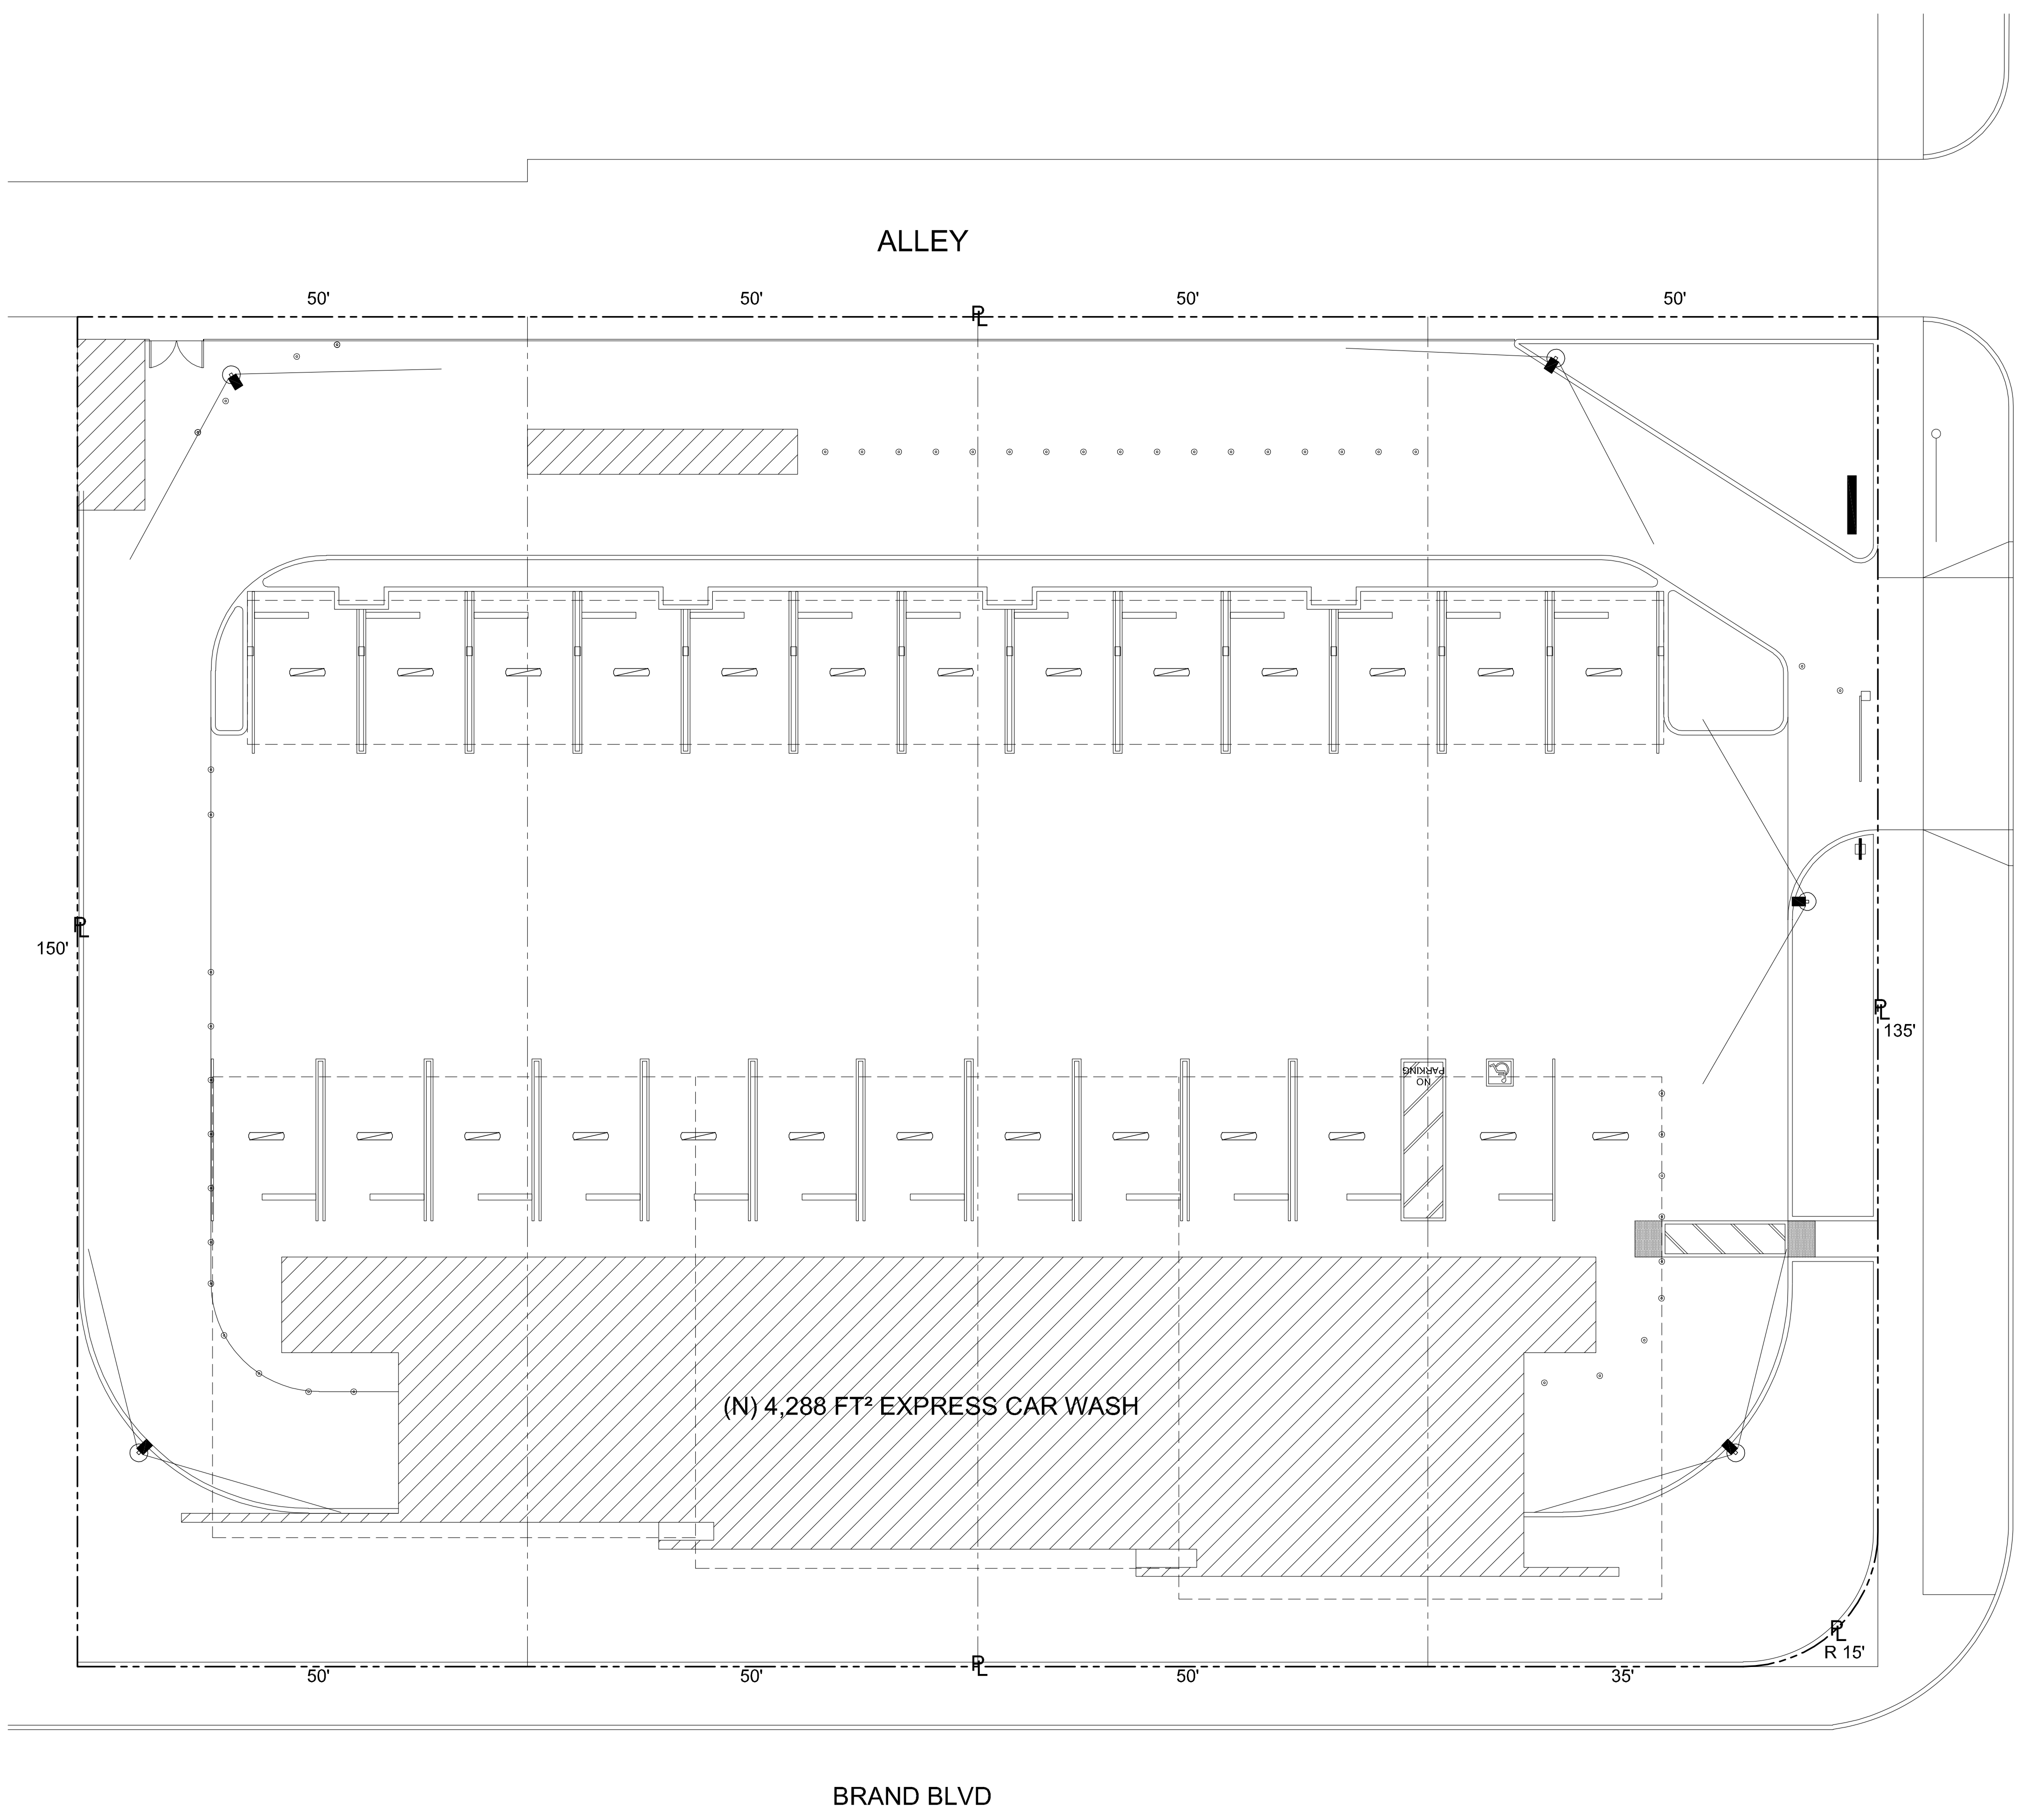 ALLEY
50' 50' 50' 50'
PL
PL
150'
PL
135'
NO
PARKING
(N) 4,288 FT² EXPRESS CAR WASH
PL
R 15'
PL
50' 50' 50' 35'
BRAND BLVD